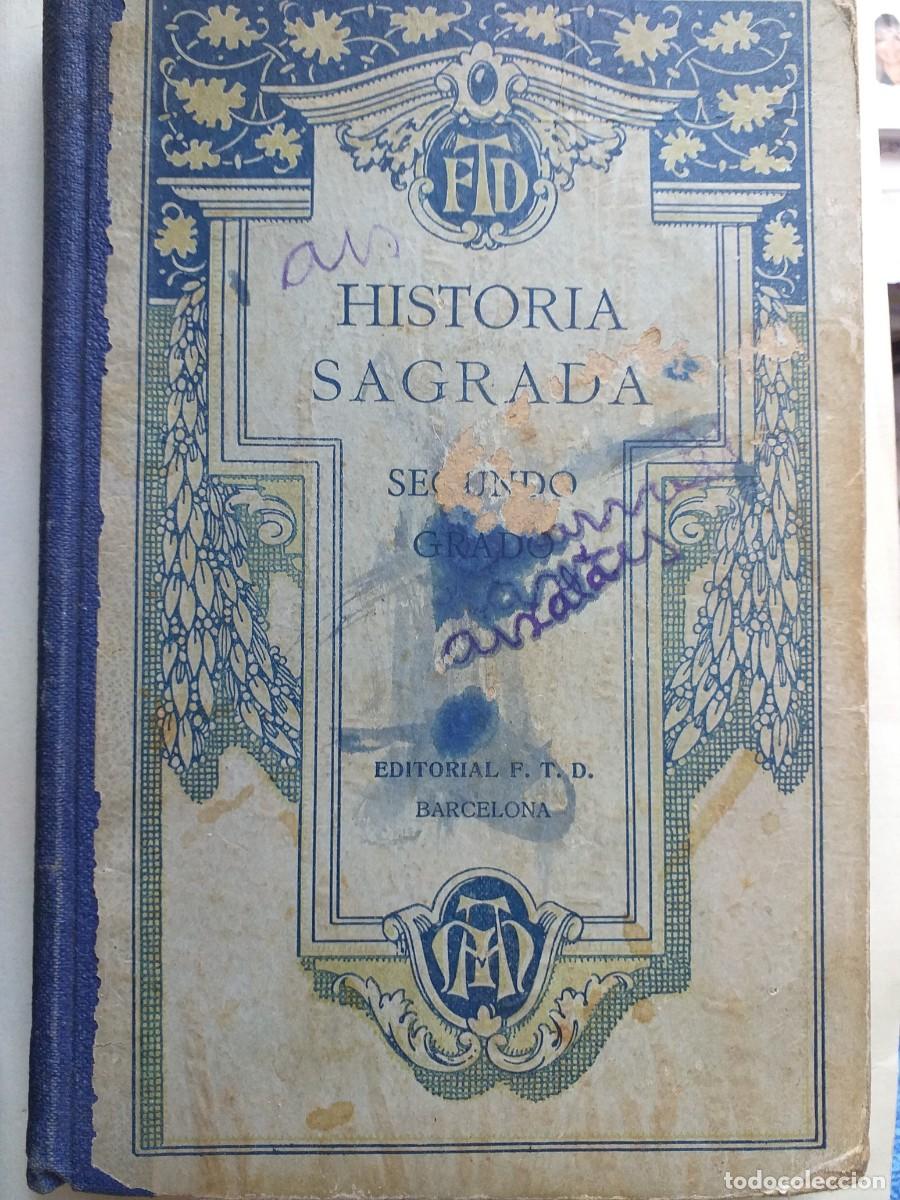 FTD
HISTORIA
SAGRADA
SEGUNDO
GRADO
EDITORIAL F. T. D.
BARCELONA
todocoleccion